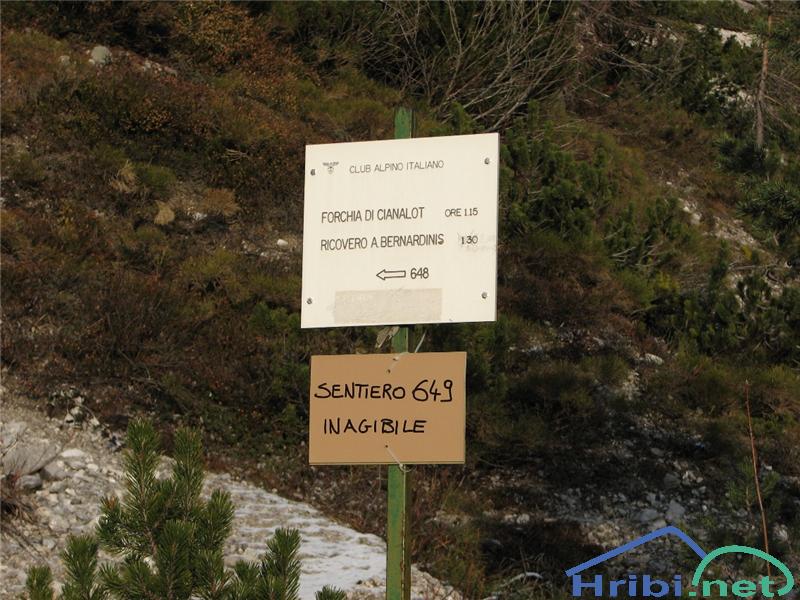 CLUB ALPINO ITALIANO
FORCHIA DI CIANALOT ORE 1.15
RICOVERO A. BERNARDINIS 1.30
648
SENTIERO 649
INAGIBILE
Hribi.net